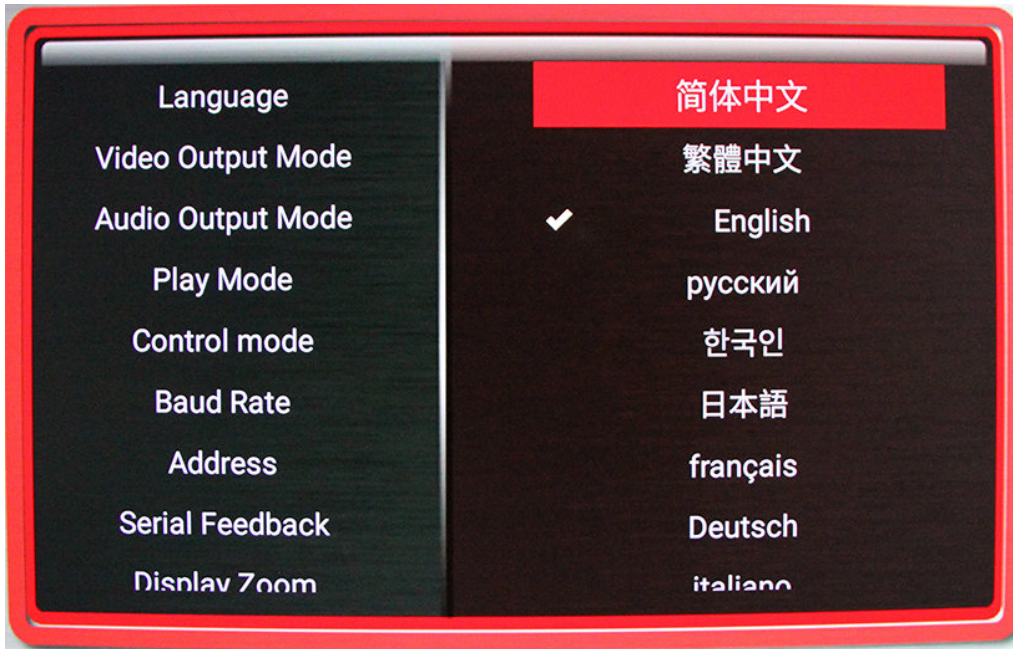 Language
Video Output Mode
Audio Output Mode
Play Mode
Control mode
Baud Rate
Address
Serial Feedback
Display Zoom
简体中文
繁體中文
English
русский
한국인
日本語
français
Deutsch
italiano